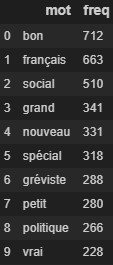 mot freq
0 bon 712
1 français 663
2 social 510
3 grand 341
4 nouveau 331
5 spécial 318
6 gréviste 288
7 petit 280
8 politique 266
9 vrai 228